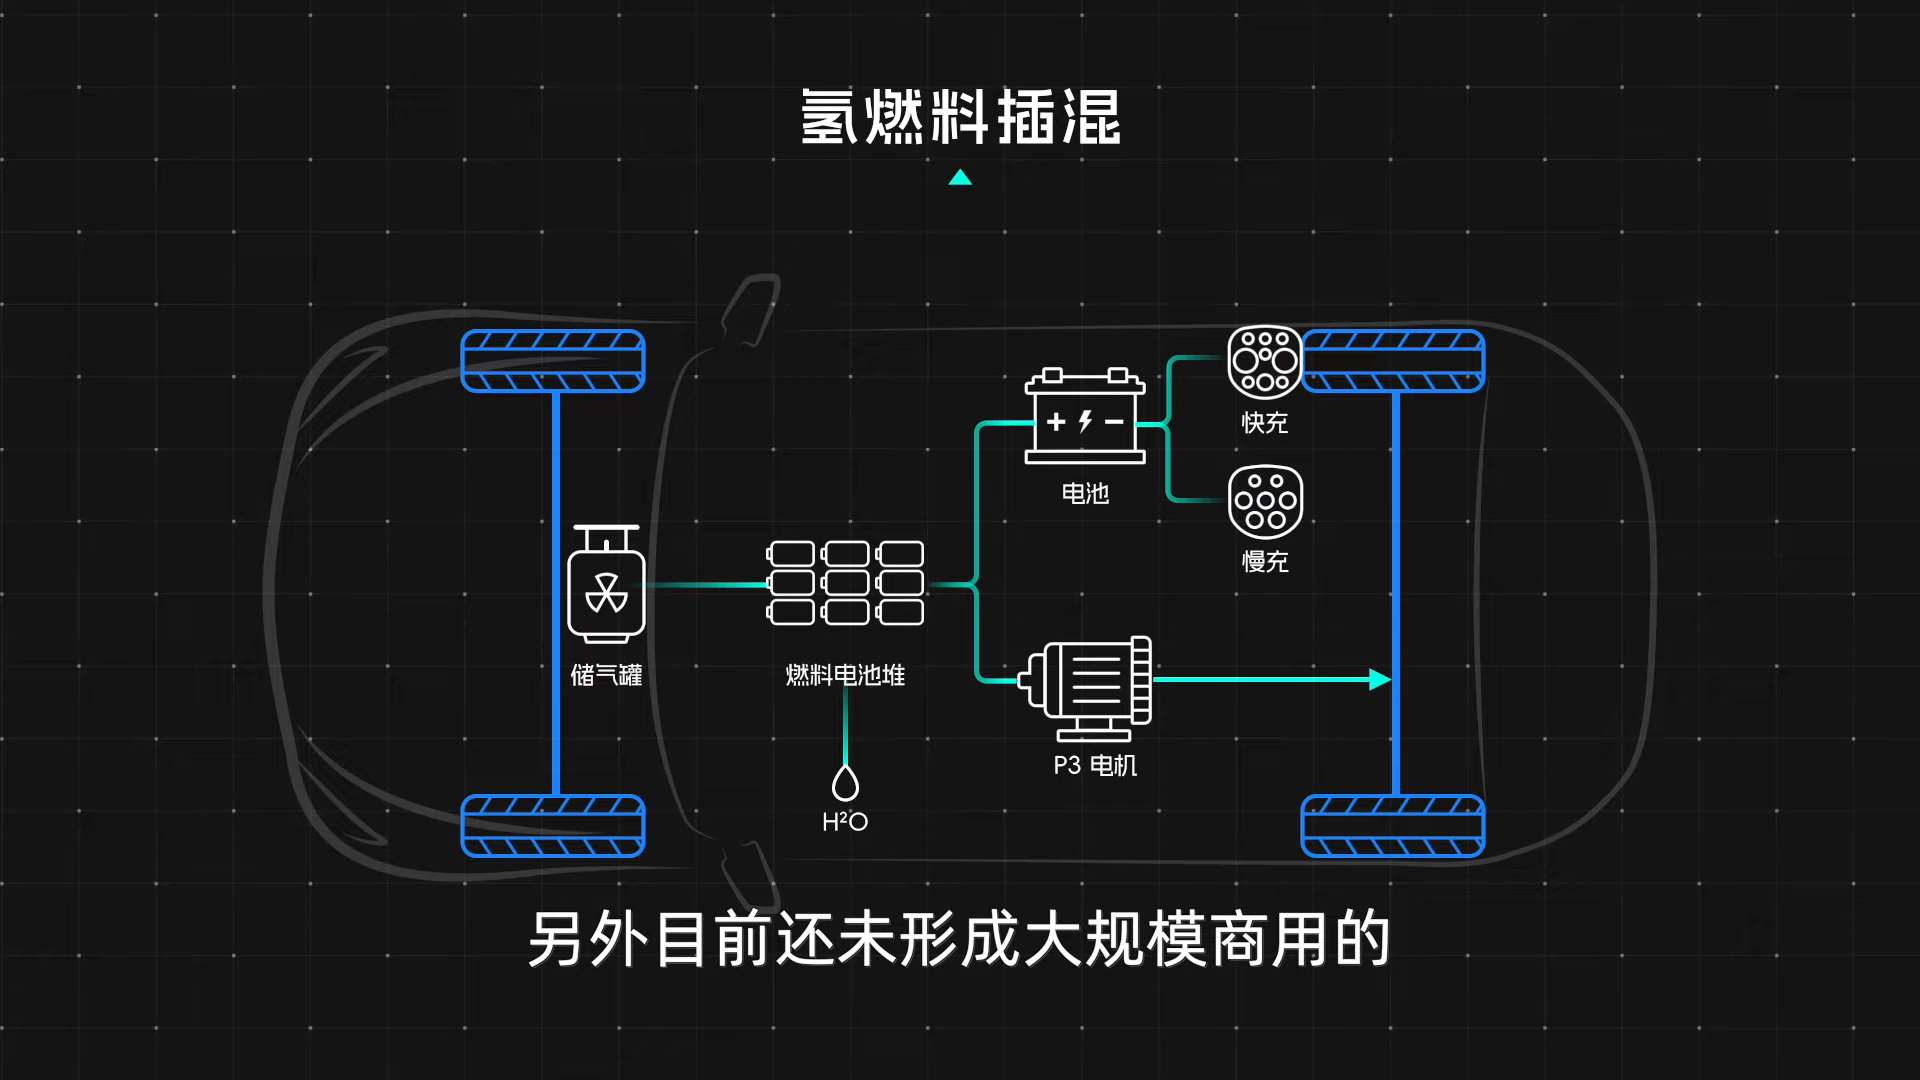 氢燃料插混
快充
+ -
电池
慢充
储气罐
燃料电池堆
P3 电机
H²O
另外目前还未形成大规模商用的